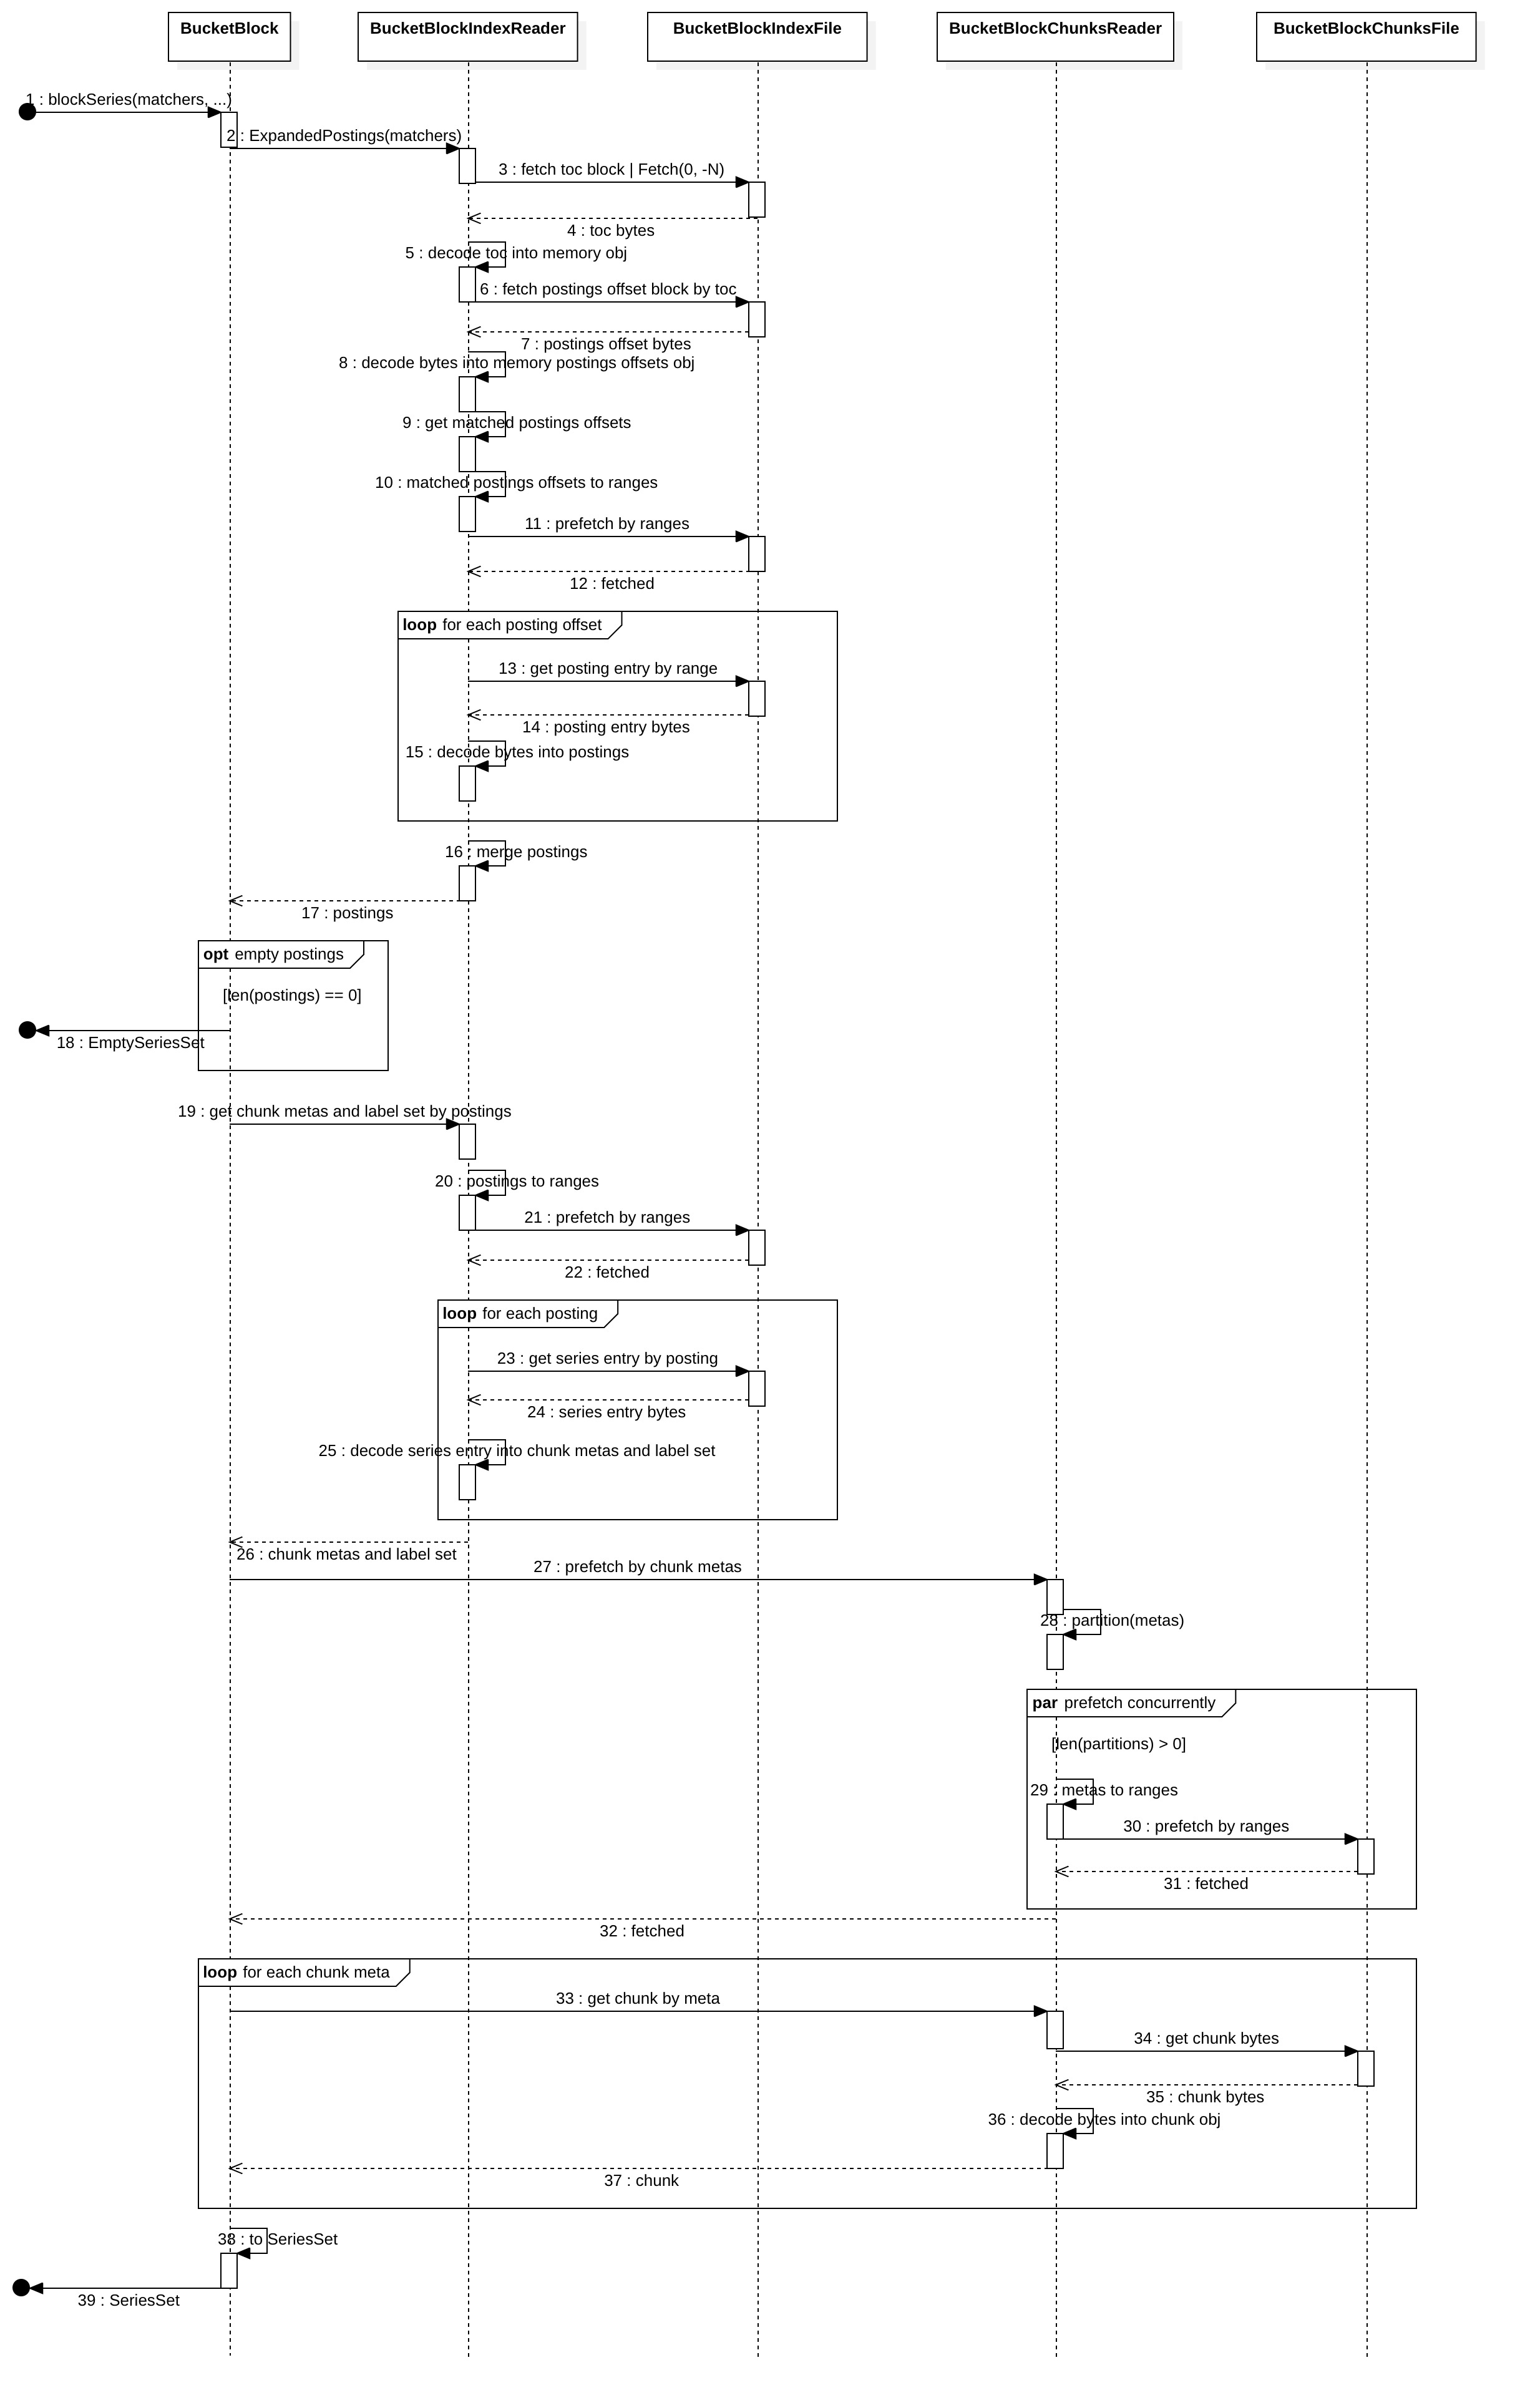 BucketBlock
BucketBlockIndexReader
BucketBlockIndexFile
BucketBlockChunksReader
BucketBlockChunksFile
1 : blockSeries(matchers, ...)
2 : ExpandedPostings(matchers)
3 : fetch toc block | Fetch(0, -N)
4 : toc bytes
5 : decode toc into memory obj
6 : fetch postings offset block by toc
7 : postings offset bytes
8 : decode bytes into memory postings offsets obj
9 : get matched postings offsets
10 : matched postings offsets to ranges
11 : prefetch by ranges
12 : fetched
loop for each posting offset
13 : get posting entry by range
14 : posting entry bytes
15 : decode bytes into postings
16 : merge postings
17 : postings
opt empty postings
[len(postings) == 0]
18 : EmptySeriesSet
19 : get chunk metas and label set by postings
20 : postings to ranges
21 : prefetch by ranges
22 : fetched
loop for each posting
23 : get series entry by posting
24 : series entry bytes
25 : decode series entry into chunk metas and label set
26 : chunk metas and label set
27 : prefetch by chunk metas
28 : partition(metas)
par prefetch concurrently
[len(partitions) > 0]
29 : metas to ranges
30 : prefetch by ranges
31 : fetched
32 : fetched
loop for each chunk meta
33 : get chunk by meta
34 : get chunk bytes
35 : chunk bytes
36 : decode bytes into chunk obj
37 : chunk
38 : to SeriesSet
39 : SeriesSet